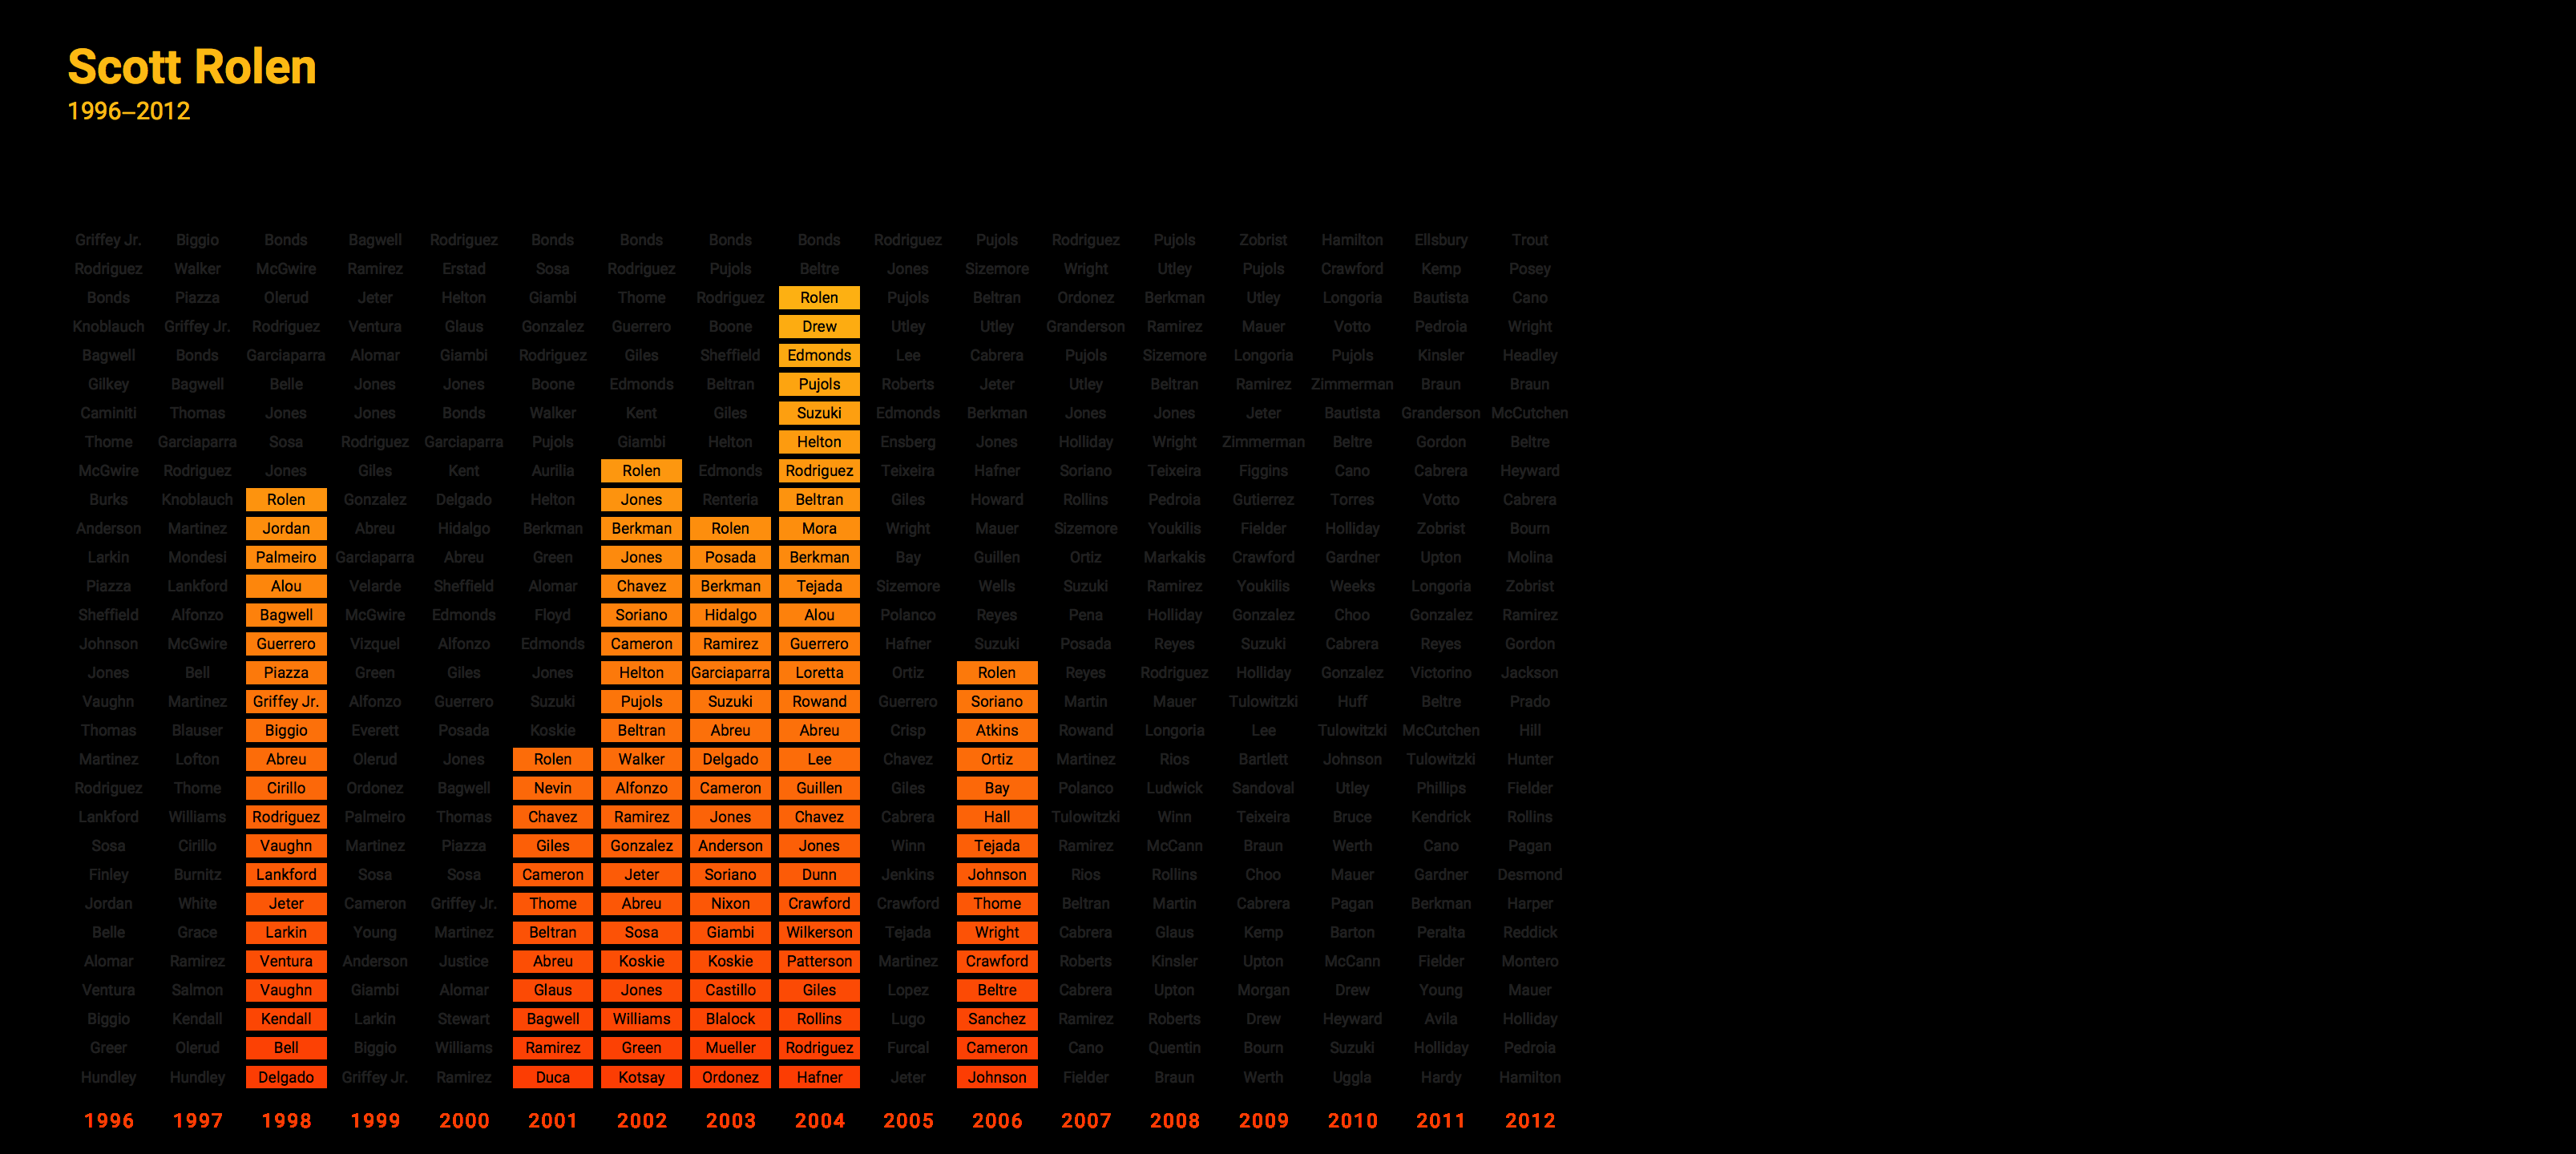 Scott Rolen
1996–2012
Griffey Jr. Biggio Bonds Bagwell Rodriguez Bonds Bonds Bonds Bonds Rodriguez Pujols Rodriguez Pujols Zobrist Hamilton Ellsbury Trout
Rodriguez Walker McGwire Ramirez Erstad Sosa Rodriguez Pujols Beltre Jones Sizemore Wright Utley Pujols Crawford Kemp Posey
Bonds Piazza Olerud Jeter Helton Giambi Thome Rodriguez Rolen Pujols Beltran Ordonez Berkman Utley Longoria Bautista Cano
Knoblauch Griffey Jr. Rodriguez Ventura Glaus Gonzalez Guerrero Boone Drew Utley Utley Granderson Ramirez Mauer Votto Pedroia Wright
Bagwell Bonds Garciaparra Alomar Giambi Rodriguez Giles Sheffield Edmonds Lee Cabrera Pujols Sizemore Longoria Pujols Kinsler Headley
Gilkey Bagwell Belle Jones Jones Boone Edmonds Beltran Pujols Roberts Jeter Utley Beltran Ramirez Zimmerman Braun Braun
Caminiti Thomas Jones Jones Bonds Walker Kent Giles Suzuki Edmonds Berkman Jones Jones Jeter Bautista Granderson McCutchen
Thome Garciaparra Sosa Rodriguez Garciaparra Pujols Giambi Helton Helton Ensberg Jones Holliday Wright Zimmerman Beltre Gordon Beltre
McGwire Rodriguez Jones Giles Kent Aurilia Rolen Edmonds Rodriguez Teixeira Hafner Soriano Teixeira Figgins Cano Cabrera Heyward
Burks Knoblauch Rolen Gonzalez Delgado Helton Jones Renteria Beltran Giles Howard Rollins Pedroia Gutierrez Torres Votto Cabrera
Anderson Martinez Jordan Abreu Hidalgo Berkman Berkman Rolen Mora Wright Mauer Sizemore Youkilis Fielder Holliday Zobrist Bourn
Larkin Mondesi Palmeiro Garciaparra Abreu Green Jones Posada Berkman Bay Guillen Ortiz Markakis Crawford Gardner Upton Molina
Piazza Lankford Alou Velarde Sheffield Alomar Chavez Berkman Tejada Sizemore Wells Suzuki Ramirez Youkilis Weeks Longoria Zobrist
Sheffield Alfonzo Bagwell McGwire Edmonds Floyd Soriano Hidalgo Alou Polanco Reyes Pena Holliday Gonzalez Choo Gonzalez Ramirez
Johnson McGwire Guerrero Vizquel Alfonzo Edmonds Cameron Ramirez Guerrero Hafner Suzuki Posada Reyes Suzuki Cabrera Reyes Gordon
Jones Bell Piazza Green Giles Jones Helton Garciaparra Loretta Ortiz Rolen Reyes Rodriguez Holliday Gonzalez Victorino Jackson
Vaughn Martinez Griffey Jr. Alfonzo Guerrero Suzuki Pujols Suzuki Rowand Guerrero Soriano Martin Mauer Tulowitzki Huff Beltre Prado
Thomas Blauser Biggio Everett Posada Koskie Beltran Abreu Abreu Crisp Atkins Rowand Longoria Lee Tulowitzki McCutchen Hill
Martinez Lofton Abreu Olerud Jones Rolen Walker Delgado Lee Chavez Ortiz Martinez Rios Bartlett Johnson Tulowitzki Hunter
Rodriguez Thome Cirillo Ordonez Bagwell Nevin Alfonzo Cameron Guillen Giles Bay Polanco Ludwick Sandoval Utley Phillips Fielder
Lankford Williams Rodriguez Palmeiro Thomas Chavez Ramirez Jones Chavez Cabrera Hall Tulowitzki Winn Teixeira Bruce Kendrick Rollins
Sosa Cirillo Vaughn Martinez Piazza Giles Gonzalez Anderson Jones Winn Tejada Ramirez McCann Braun Werth Cano Pagan
Finley Burnitz Lankford Sosa Sosa Cameron Jeter Soriano Dunn Jenkins Johnson Rios Rollins Choo Mauer Gardner Desmond
Jordan White Jeter Cameron Griffey Jr. Thome Abreu Nixon Crawford Crawford Thome Beltran Martin Cabrera Pagan Berkman Harper
Belle Grace Larkin Young Martinez Beltran Sosa Giambi Wilkerson Tejada Wright Cabrera Glaus Kemp Barton Peralta Reddick
Alomar Ramirez Ventura Anderson Justice Abreu Koskie Koskie Patterson Martinez Crawford Roberts Kinsler Upton McCann Fielder Montero
Ventura Salmon Vaughn Giambi Alomar Glaus Jones Castillo Giles Lopez Beltre Cabrera Upton Morgan Drew Young Mauer
Biggio Kendall Kendall Larkin Stewart Bagwell Williams Blalock Rollins Lugo Sanchez Ramirez Roberts Drew Heyward Avila Holliday
Greer Olerud Bell Biggio Williams Ramirez Green Mueller Rodriguez Furcal Cameron Cano Quentin Bourn Suzuki Holliday Pedroia
Hundley Hundley Delgado Griffey Jr. Ramirez Duca Kotsay Ordonez Hafner Jeter Johnson Fielder Braun Werth Uggla Hardy Hamilton
1996 1997 1998 1999 2000 2001 2002 2003 2004 2005 2006 2007 2008 2009 2010 2011 2012